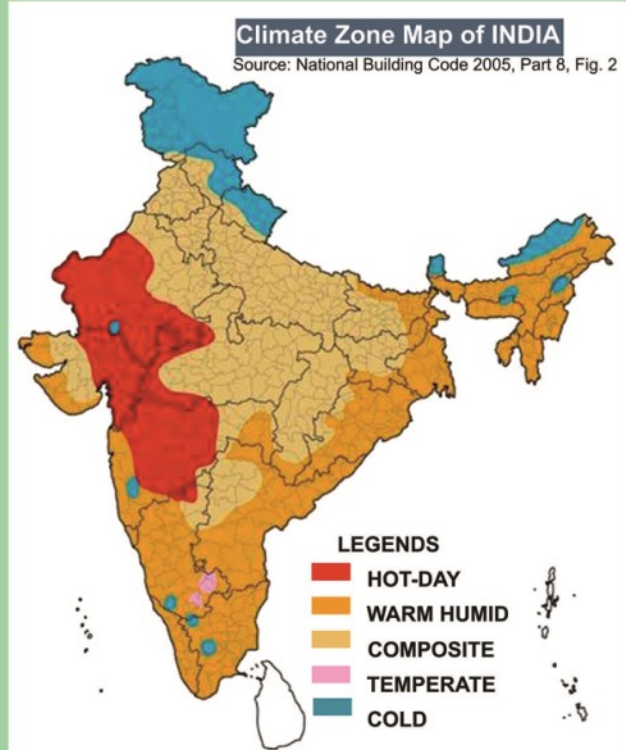 Climate Zone Map of INDIA
Source: National Building Code 2005, Part 8, Fig. 2
LEGENDS
HOT-DAY
WARM HUMID
COMPOSITE
TEMPERATE
COLD